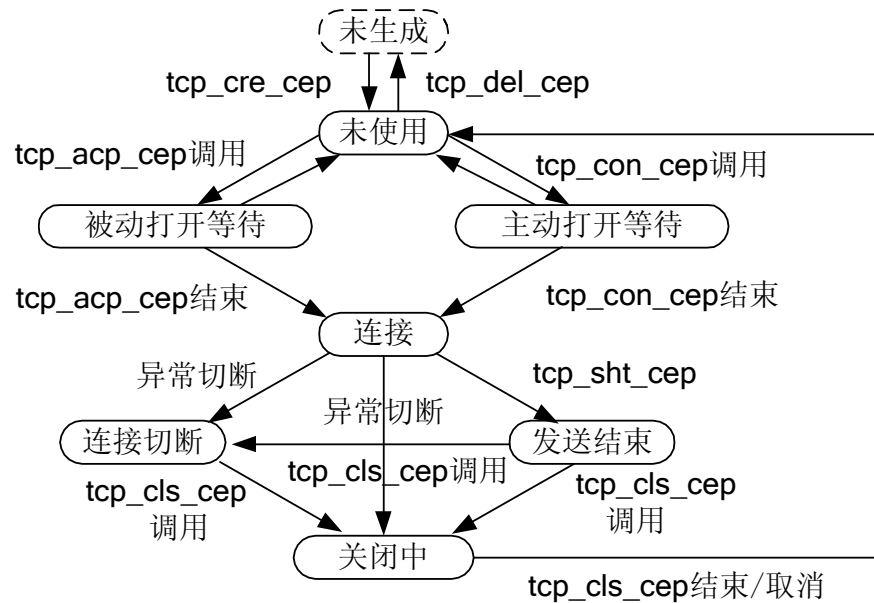 未生成
tcp_cre_cep
tcp_del_cep
未使用
tcp_acp_cep调用
tcp_con_cep调用
被动打开等待
主动打开等待
tcp_acp_cep结束
tcp_con_cep结束
连接
异常切断
tcp_sht_cep
异常切断
连接切断
发送结束
tcp_cls_cep调用
tcp_cls_cep
调用
tcp_cls_cep
调用
关闭中
tcp_cls_cep结束/取消